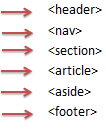 <header>
<nav>
<section>
<article>
<aside>
<footer>